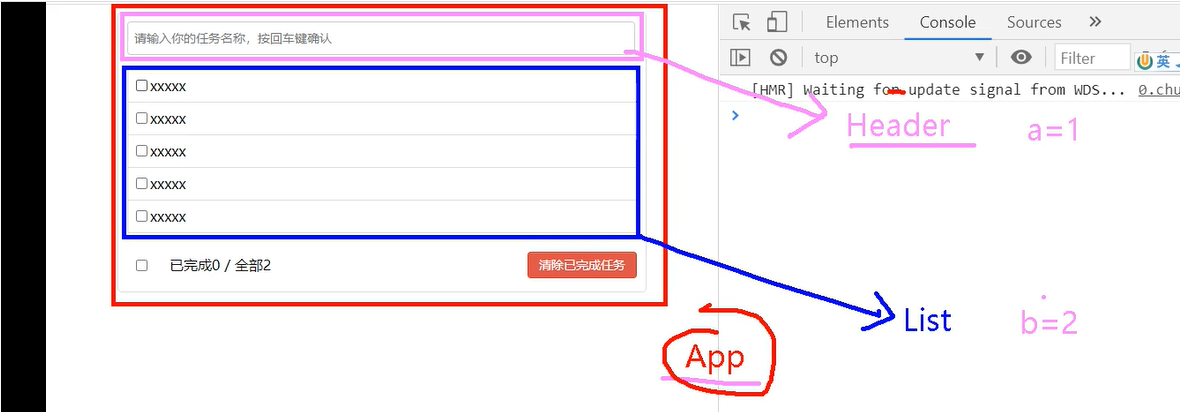 Elements Console Sources
请输入你的任务名称，按回车键确认
top Filter 英
[HMR] Waiting for update signal from WDS... 0.chu
xxxxx
xxxxx
xxxxx
xxxxx
xxxxx
Header a=1
已完成0 / 全部2 清除已完成任务
List b=2
App